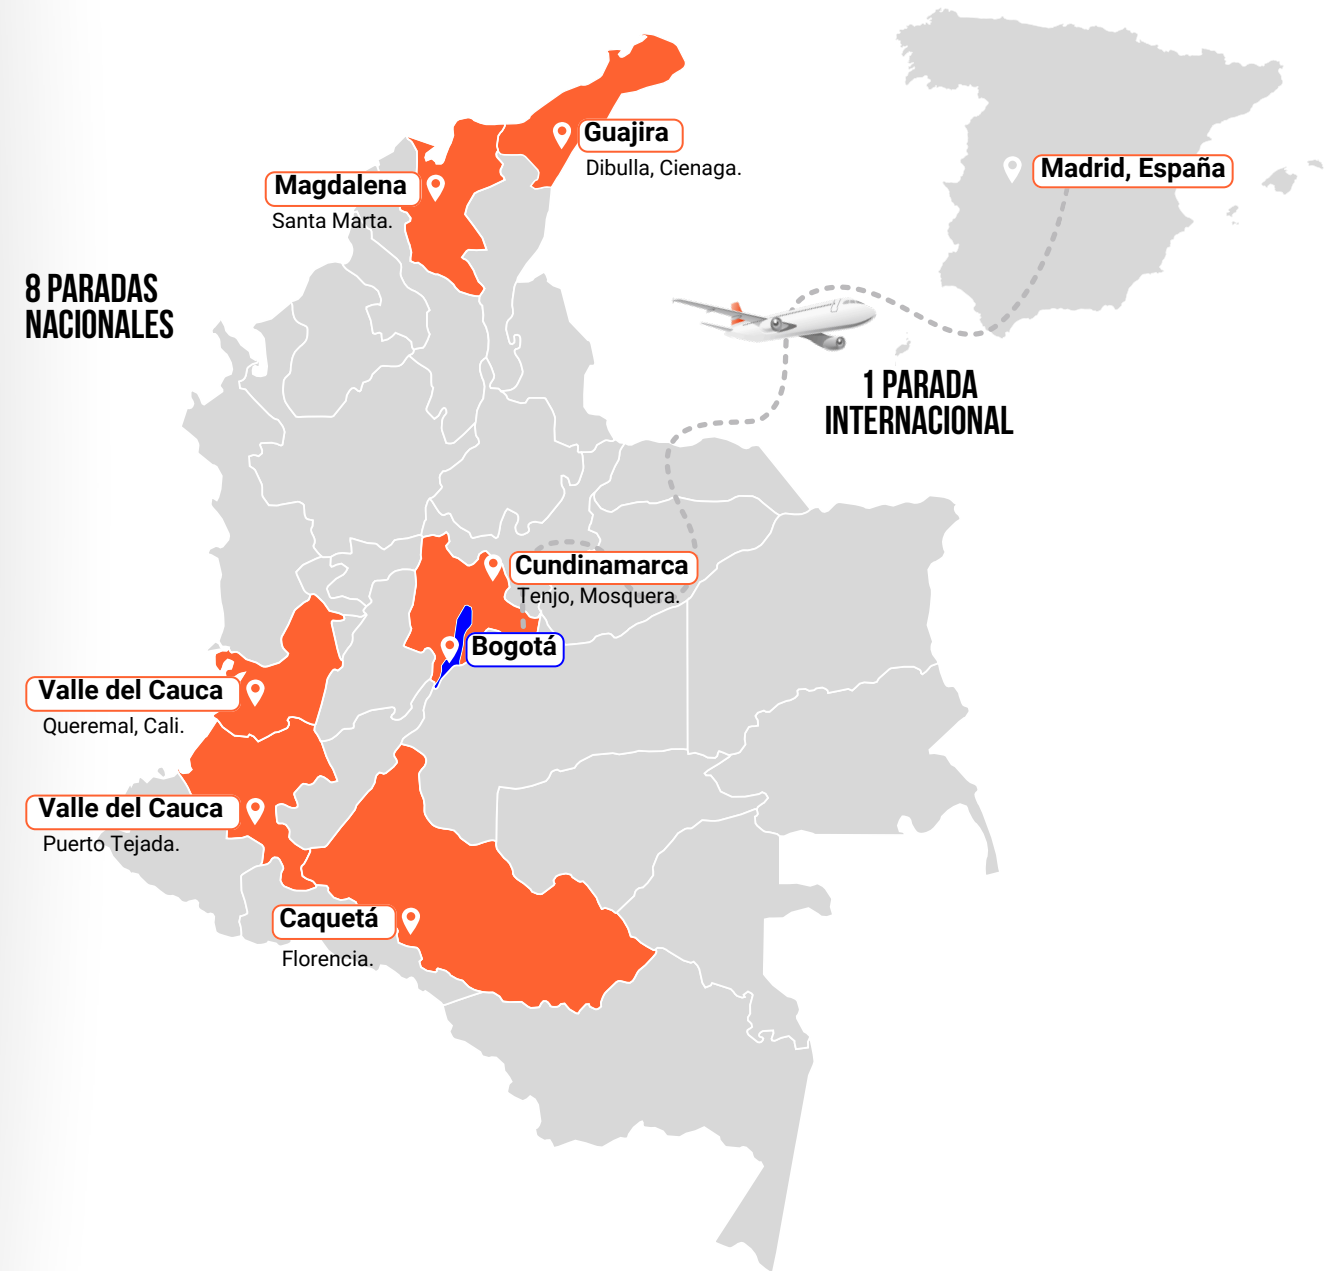 Guajira
Dibulla, Cienaga.
Madrid, España
Magdalena
Santa Marta.
8 PARADAS
NACIONALES
1 PARADA
INTERNACIONAL
Cundinamarca
Tenjo, Mosquera.
Bogotá
Valle del Cauca
Queremal, Cali.
Valle del Cauca
Puerto Tejada.
Caquetá
Florencia.